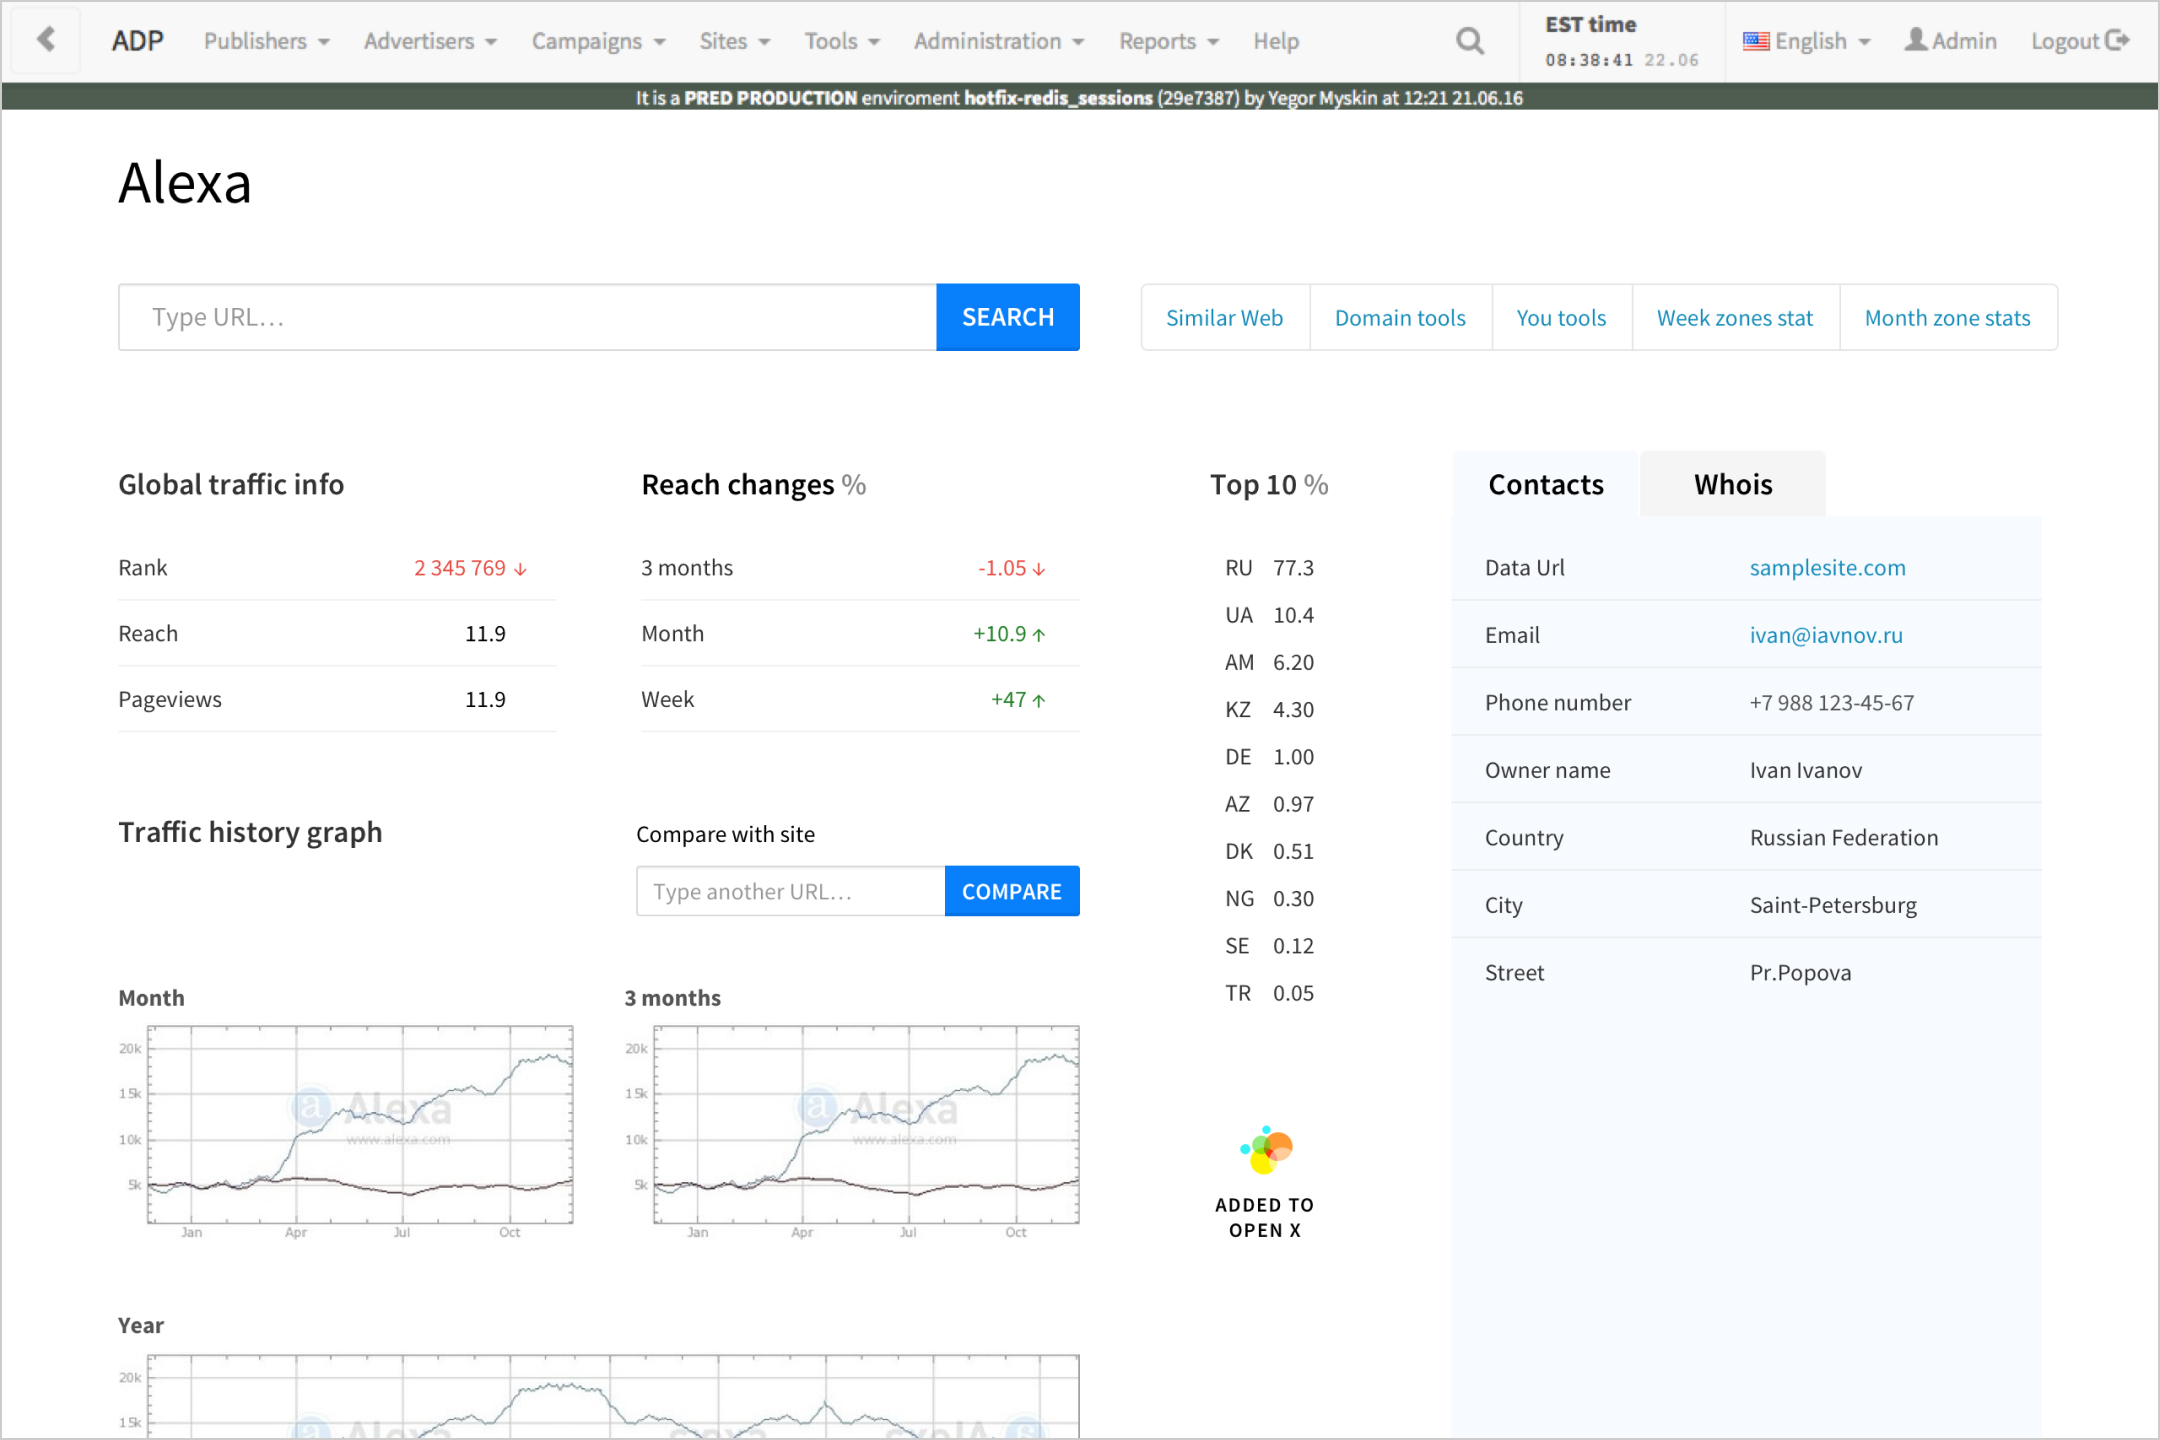 ADP Publishers Advertisers Campaigns Sites Tools Administration Reports Help
EST time
08:38:41 22.06
English Admin Logout
It is a PRED PRODUCTION enviroment hotfix-redis_sessions (29e7387) by Yegor Myskin at 12:21 21.06.16
Alexa
Type URL… SEARCH
Similar Web Domain tools You tools Week zones stat Month zone stats
Global traffic info
Rank 2 345 769 ↓
Reach 11.9
Pageviews 11.9
Reach changes %
3 months -1.05 ↓
Month +10.9 ↑
Week +47 ↑
Traffic history graph
Compare with site
Type another URL… COMPARE
Month
20k
15k
10k
5k
Jan Apr Jul Oct
a Alexa
www.alexa.com
3 months
20k
15k
10k
5k
Jan Apr Jul Oct
a Alexa
www.alexa.com
Year
20k
15k
Alexa
Top 10 %
RU 77.3
UA 10.4
AM 6.20
KZ 4.30
DE 1.00
AZ 0.97
DK 0.51
NG 0.30
SE 0.12
TR 0.05
ADDED TO
OPEN X
Contacts Whois
Data Url samplesite.com
Email ivan@iavnov.ru
Phone number +7 988 123-45-67
Owner name Ivan Ivanov
Country Russian Federation
City Saint-Petersburg
Street Pr.Popova